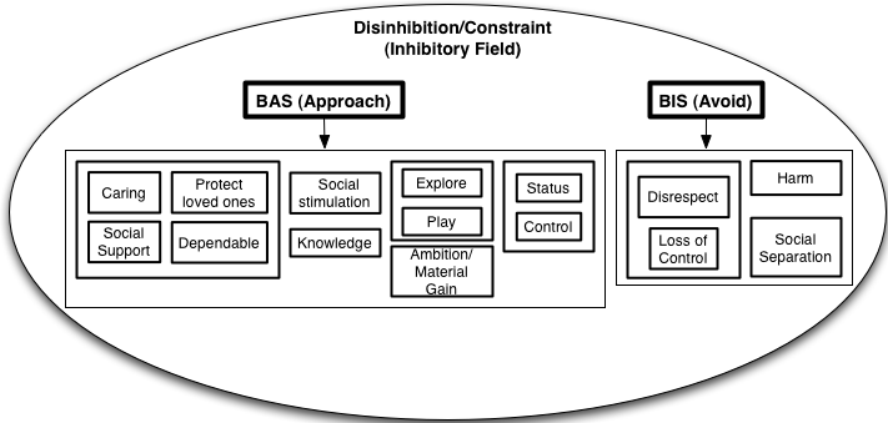 Disinhibition/Constraint
(Inhibitory Field)
BAS (Approach)
BIS (Avoid)
Caring
Protect
loved ones
Social
Support
Dependable
Social
stimulation
Knowledge
Explore
Play
Ambition/
Material
Gain
Status
Control
Disrespect
Loss of
Control
Harm
Social
Separation